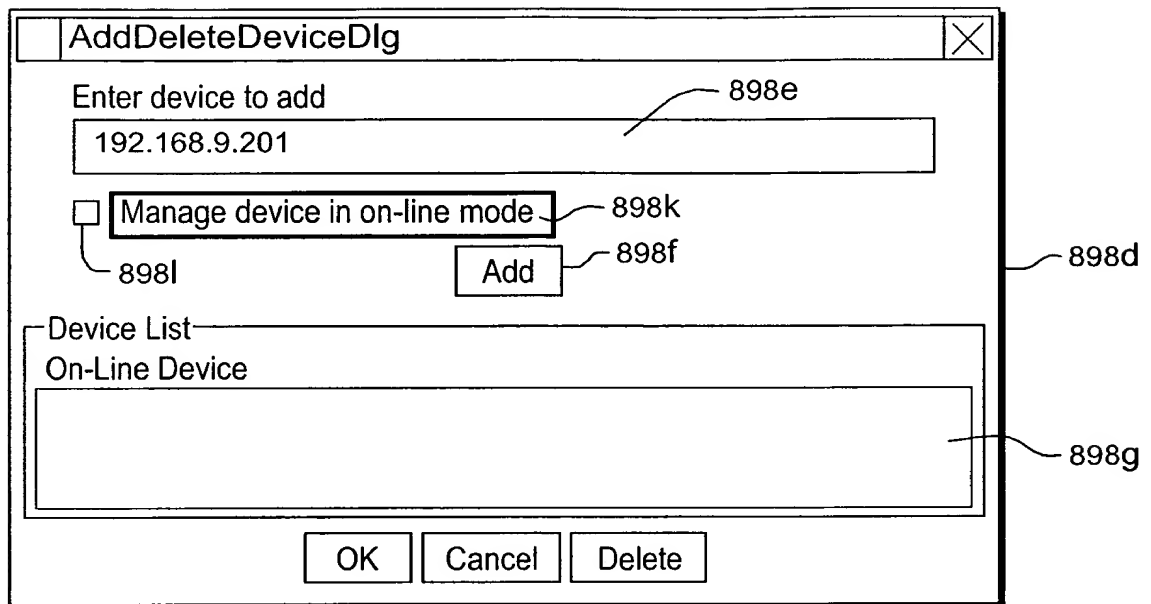 AddDeleteDeviceDlg
Enter device to add
898e
192.168.9.201
Manage device in on-line mode
898k
898l
Add
898f
898d
Device List
On-Line Device
898g
OK
Cancel
Delete